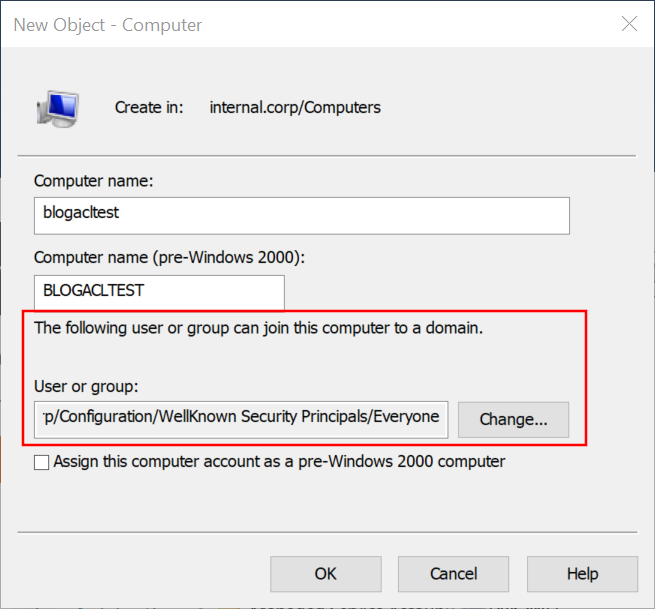 New Object - Computer
Create in: internal.corp/Computers
Computer name:
blogacltest
Computer name (pre-Windows 2000):
BLOGACLTEST
The following user or group can join this computer to a domain.
User or group:
rp/Configuration/WellKnown Security Principals/Everyone
Change...
Assign this computer account as a pre-Windows 2000 computer
OK Cancel Help